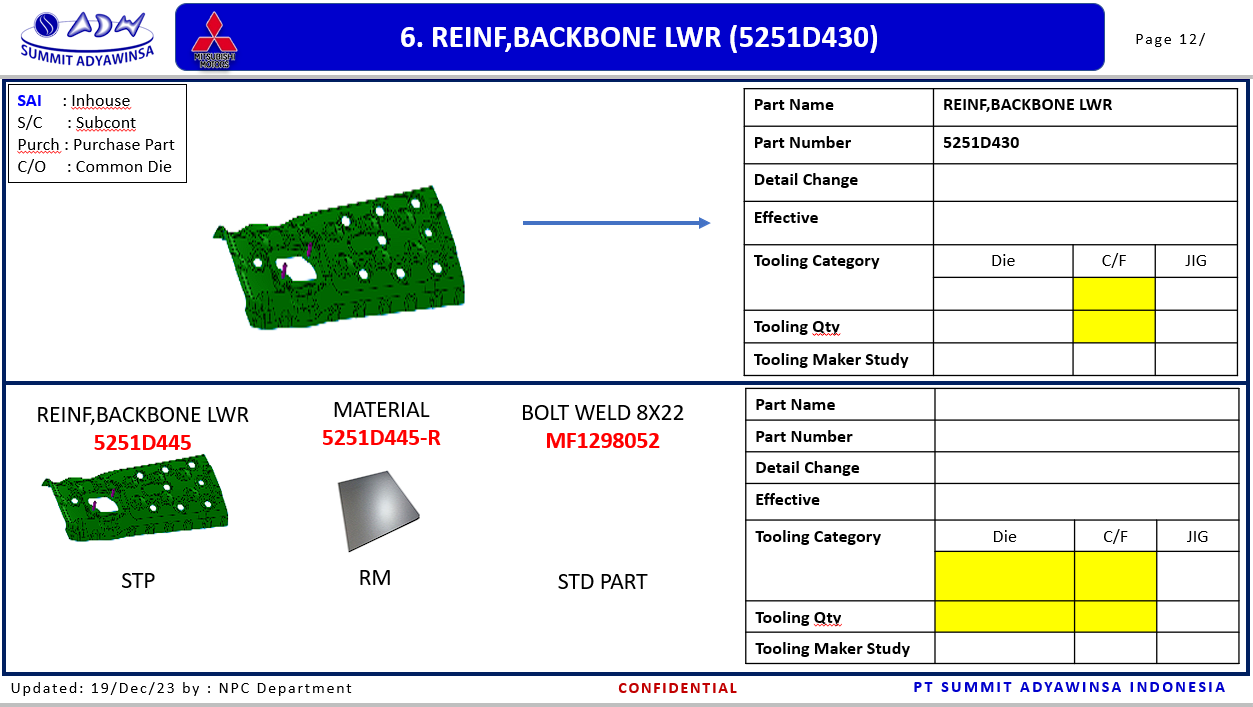 ADW
SUMMIT ADYAWINSA
MITSUBISHI
MOTORS
6. REINF,BACKBONE LWR (5251D430)
Page 12/
SAI : Inhouse
S/C : Subcont
Purch : Purchase Part
C/O : Common Die
Part Name REINF,BACKBONE LWR
Part Number 5251D430
Detail Change
Effective
Tooling Category Die C/F JIG
Tooling Qty
Tooling Maker Study
REINF,BACKBONE LWR
5251D445
STP
MATERIAL
5251D445-R
RM
BOLT WELD 8X22
MF1298052
STD PART
Part Name
Part Number
Detail Change
Effective
Tooling Category Die C/F JIG
Tooling Qty
Tooling Maker Study
Updated: 19/Dec/23 by : NPC Department
CONFIDENTIAL
PT SUMMIT ADYAWINSA INDONESIA